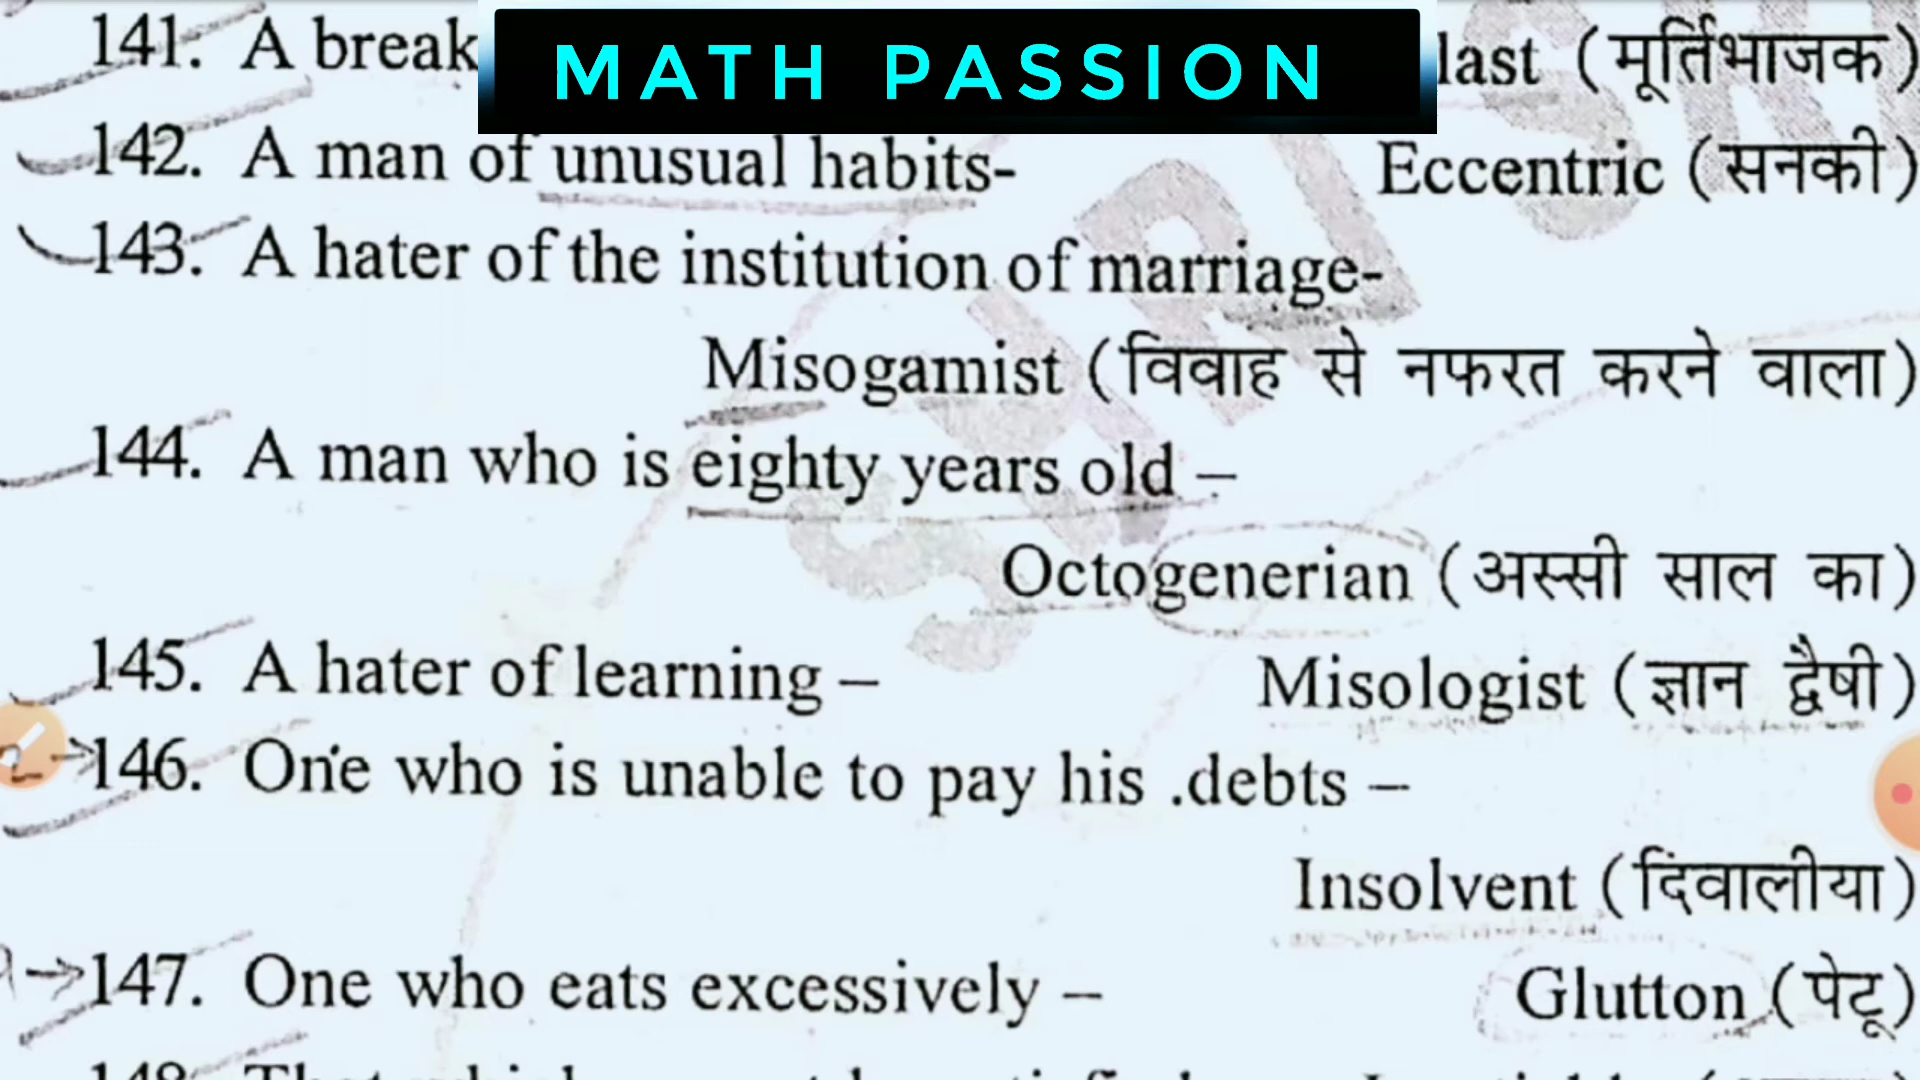 MATH PASSION
141. A break last (मूर्तिभाजक)
142. A man of unusual habits- Eccentric (सनकी)
143. A hater of the institution of marriage-
Misogamist (विवाह से नफरत करने वाला)
144. A man who is eighty years old –
Octogenerian (अस्सी साल का)
145. A hater of learning – Misologist (ज्ञान द्वैषी)
146. One who is unable to pay his .debts –
Insolvent (दिवालीया)
147. One who eats excessively – Glutton (पेटू)
148. That